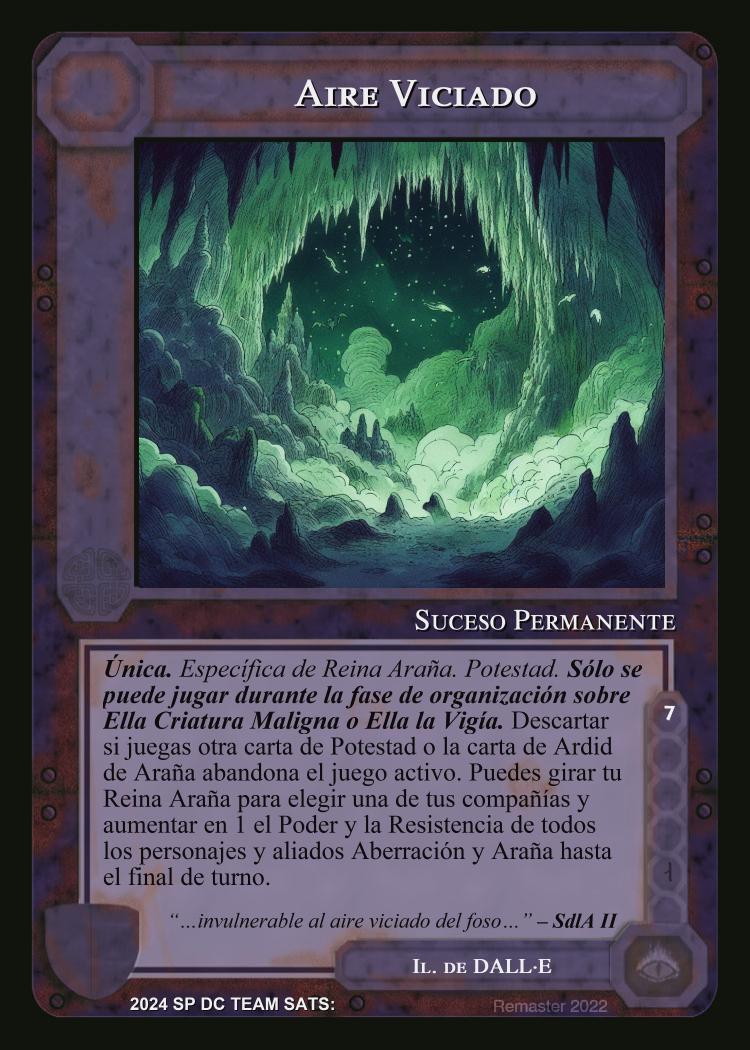 Aire Viciado
Suceso Permanente
Única. Específica de Reina Araña. Potestad. Sólo se
puede jugar durante la fase de organización sobre
Ella Criatura Maligna o Ella la Vigía. Descartar
si juegas otra carta de Potestad o la carta de Ardid
de Araña abandona el juego activo. Puedes girar tu
Reina Araña para elegir una de tus compañías y
aumentar en 1 el Poder y la Resistencia de todos
los personajes y aliados Aberración y Araña hasta
el final de turno.
7
“…invulnerable al aire viciado del foso…” – SdlA II
Il. de DALL·E
2024 SP DC TEAM SATS:
Remaster 2022